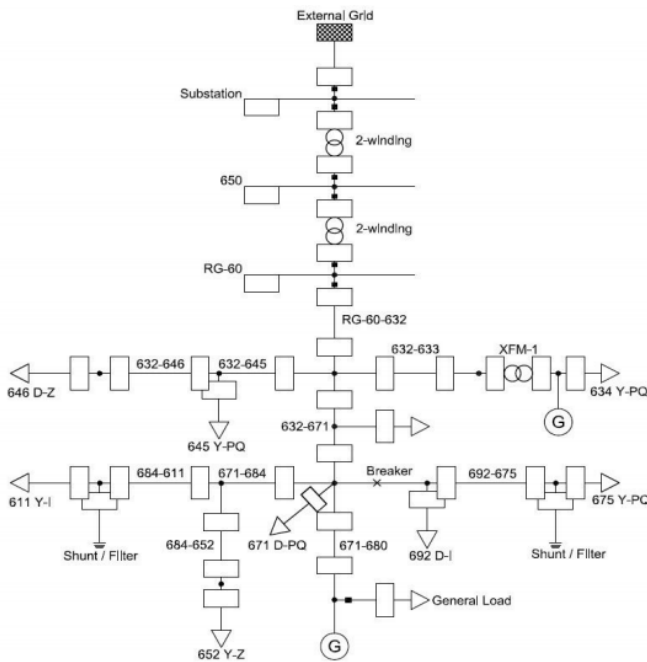 External Grid
Substation
2-winding
650
2-winding
RG-60
RG-60-632
632-646
632-645
632-633
XFM-1
646 D-Z
634 Y-PQ
G
645 Y-PQ
632-671
684-611
671-684
Breaker
692-675
611 Y-I
675 Y-PQ
Shunt / Filter
684-652
671 D-PQ
671-680
692 D-I
Shunt / Filter
General Load
652 Y-Z
G